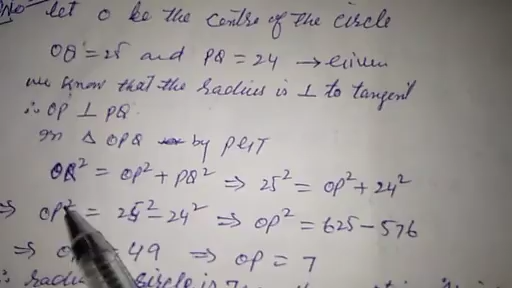 let O be the centre of the circle
OQ = 25 and PQ = 24 → Given
we know that the radius is ⊥ to tangent
∴ OP ⊥ PQ
In △ OPQ by PGT
OQ² = OP² + PQ² ⇒ 25² = OP² + 24²
⇒ OP² = 25² - 24² ⇒ OP² = 625 - 576
⇒ = 49 ⇒ OP = 7
∴ radius circle is 7